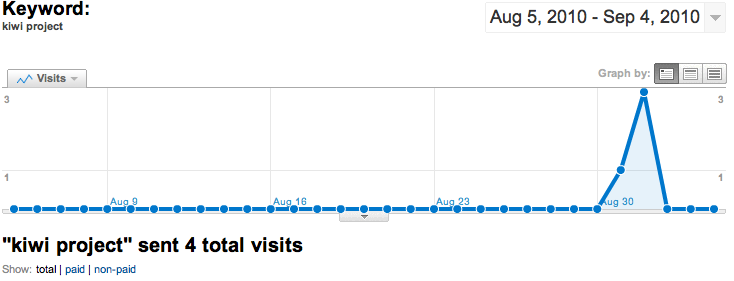 Keyword:
kiwi project
Aug 5, 2010 - Sep 4, 2010
Visits
Graph by:
3 3
1 1
Aug 9 Aug 16 Aug 23 Aug 30
"kiwi project" sent 4 total visits
Show: total | paid | non-paid